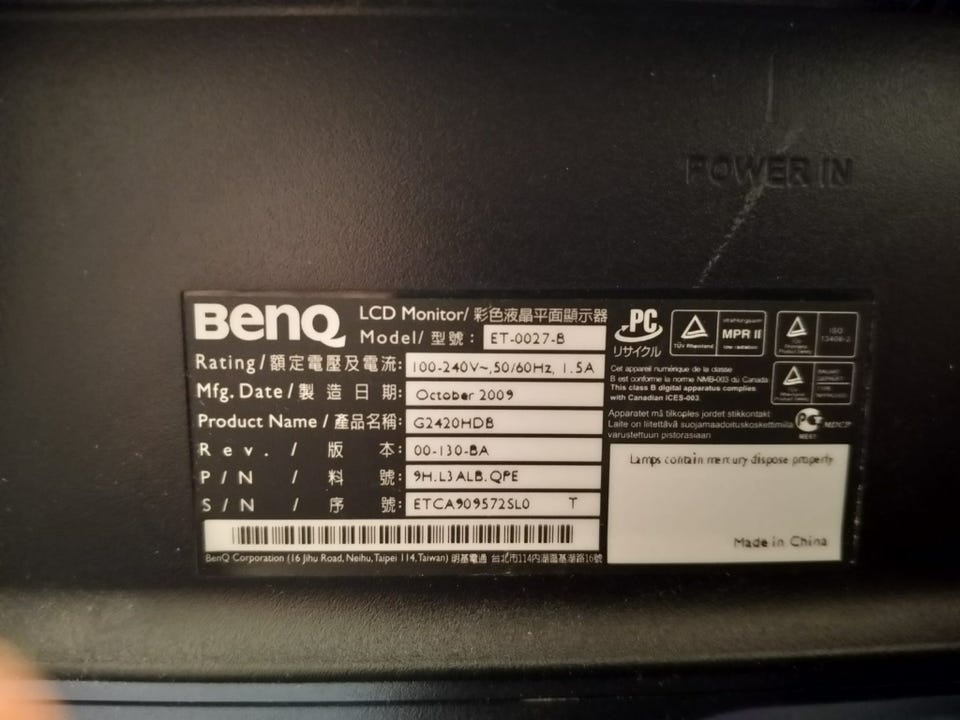 POWER IN
BenQ LCD Monitor/ 彩色液晶平面顯示器
Model/ 型號: ET-0027-B
Rating/額定電壓及電流: 100-240V~,50/60Hz, 1.5A
Mfg. Date/製造日期: October 2009
Product Name/產品名稱: G2420HDB
Rev. / 版本: 00-130-BA
P/N / 料號: 9H.L3ALB.QPE
S/N / 序號: ETCA909572SL0 T
BenQ Corporation (16 Jihu Road, Neihu,Taipei 114,Taiwan) 明基電通 台北市114內湖區基湖路16號
PC
リサイクル
TÜV Rheinland
MPR II
low radiation
ISO
13406-2
Cet appareil numérique de la classe
B est conforme la norme NMB-003 du Canada
This class B digital apparatus complies
with Canadian ICES-003.
Apparatet må tilkoples jordet stikkontakt
Laite on liitettävä suojamaadoituskoskettimilla
varustettuun pistorasiaan
Lamps contain mercury dispose properly
Made in China